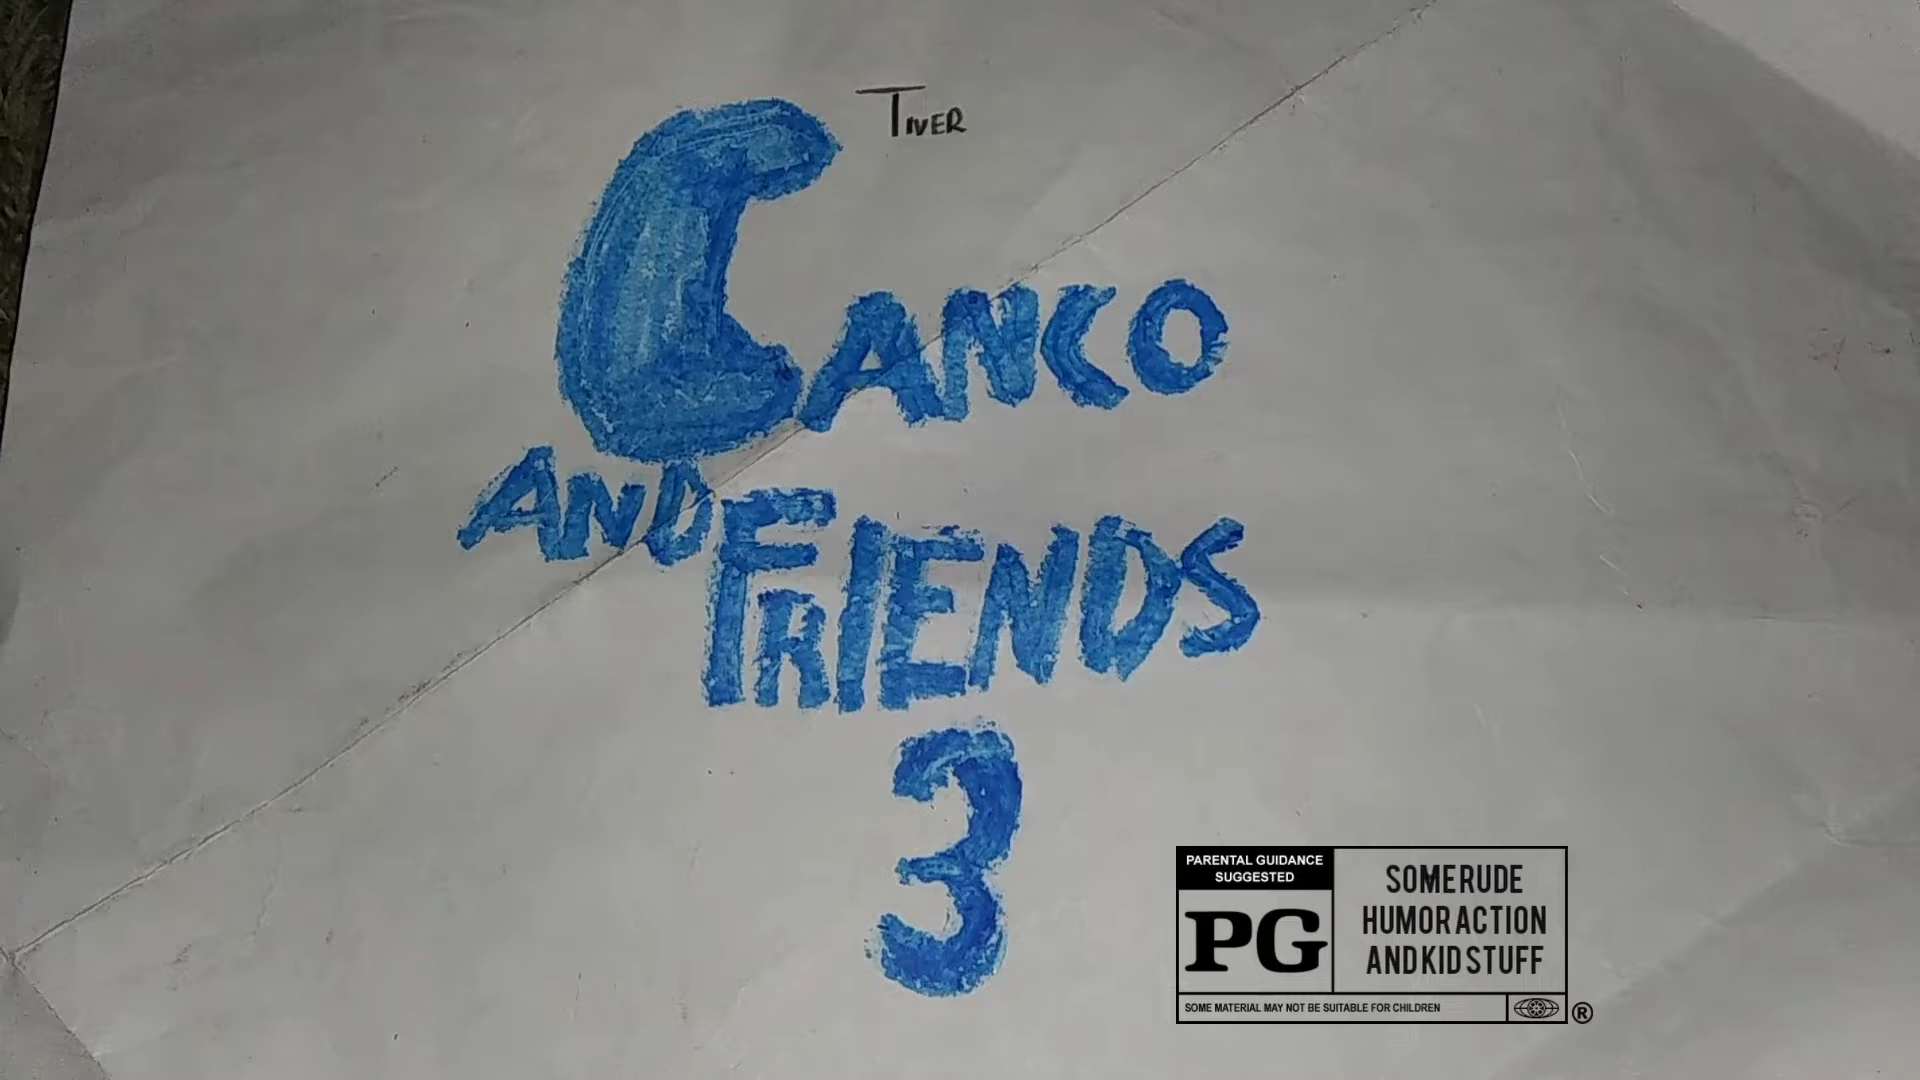 TIVER
CANCO
AND
FRIENDS
3
PARENTAL GUIDANCE
SUGGESTED
PG
SOME RUDE
HUMOR ACTION
AND KID STUFF
SOME MATERIAL MAY NOT BE SUITABLE FOR CHILDREN
®